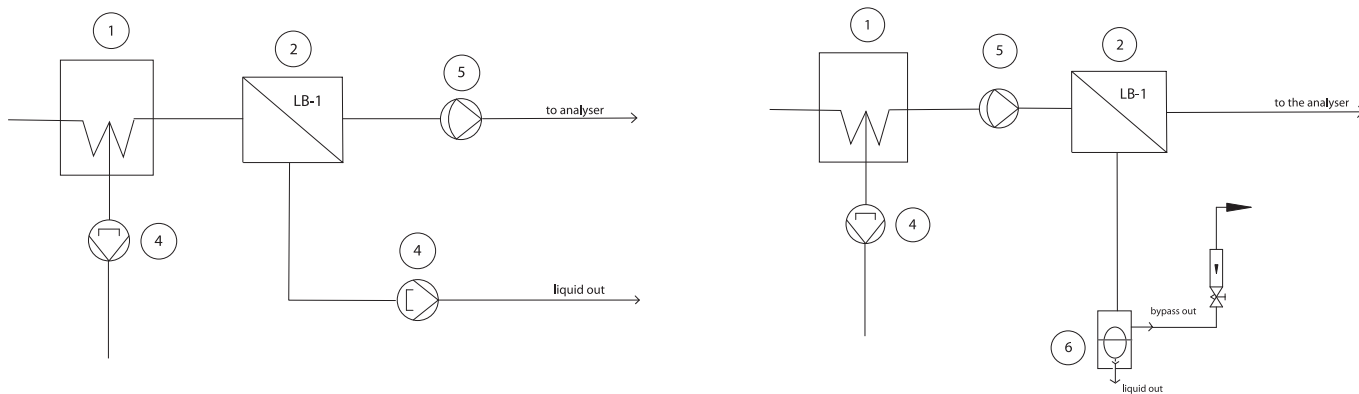 1
2
5
LB-1
to analyser
4
4
liquid out
1
5
2
LB-1
to the analyser
4
bypass out
6
liquid out